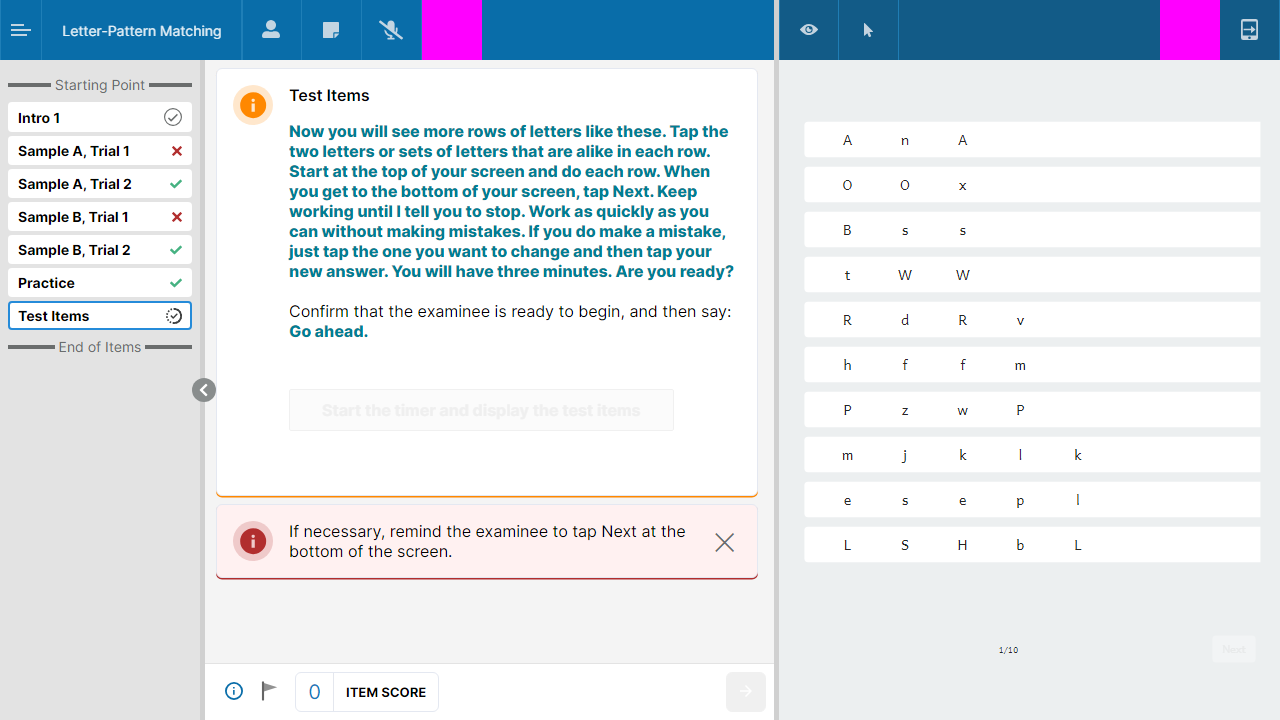 Letter-Pattern Matching
Starting Point
Intro 1
Sample A, Trial 1
Sample A, Trial 2
Sample B, Trial 1
Sample B, Trial 2
Practice
Test Items
End of Items
Test Items
Now you will see more rows of letters like these. Tap the
two letters or sets of letters that are alike in each row.
Start at the top of your screen and do each row. When
you get to the bottom of your screen, tap Next. Keep
working until I tell you to stop. Work as quickly as you
can without making mistakes. If you do make a mistake,
just tap the one you want to change and then tap your
new answer. You will have three minutes. Are you ready?
Confirm that the examinee is ready to begin, and then say:
Go ahead.
Start the timer and display the test items
If necessary, remind the examinee to tap Next at the
bottom of the screen.
0 ITEM SCORE
A n A
O O x
B s s
t W W
R d R v
h f f m
P z w P
m j k l k
e s e p l
L S H b L
1/10
Next